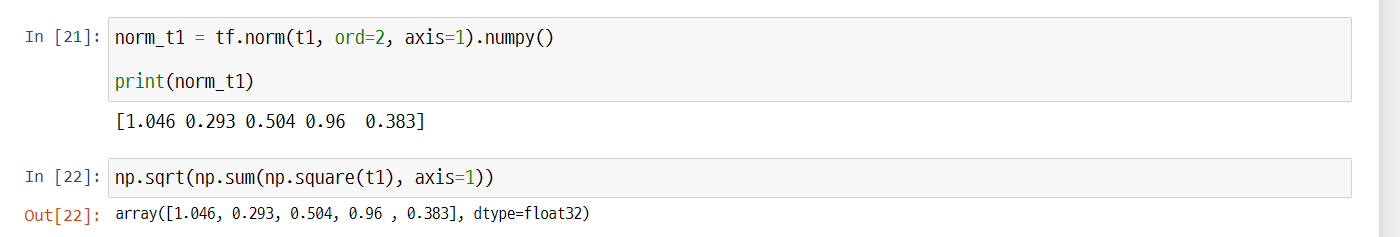 In [21]: norm_t1 = tf.norm(t1, ord=2, axis=1).numpy()
print(norm_t1)
[1.046 0.293 0.504 0.96  0.383]
In [22]: np.sqrt(np.sum(np.square(t1), axis=1))
Out[22]: array([1.046, 0.293, 0.504, 0.96 , 0.383], dtype=float32)